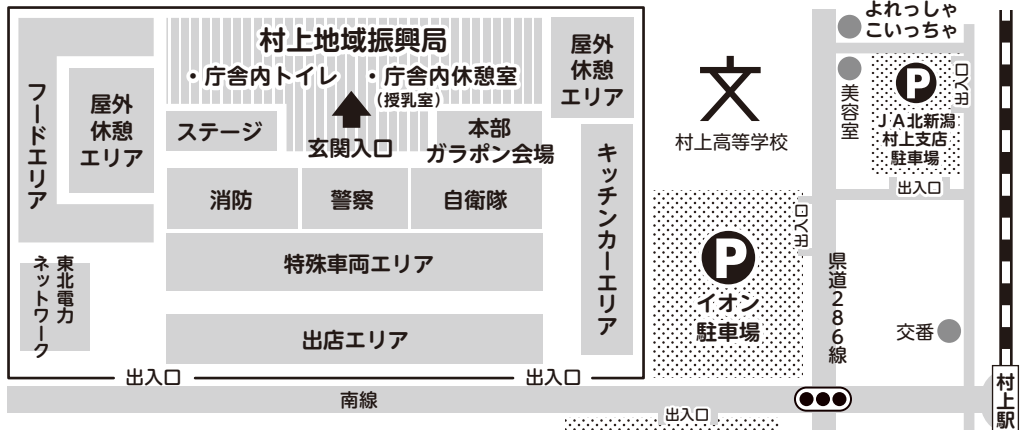 村上地域振興局
・庁舎内トイレ ・庁舎内休憩室
(授乳室)
玄関入口
フードエリア
屋外
休憩
エリア
ステージ
本部
ガラポン会場
屋外
休憩
エリア
消防
警察
自衛隊
キッチンカーエリア
特殊車両エリア
東北電力
ネットワーク
出店エリア
出入口
出入口
南線
文
村上高等学校
P
イオン
駐車場
出入口
出入口
県道286線
よれっしゃ
こいっちゃ
美容室
P
JA北新潟
村上支店
駐車場
出入口
出入口
交番
村上駅